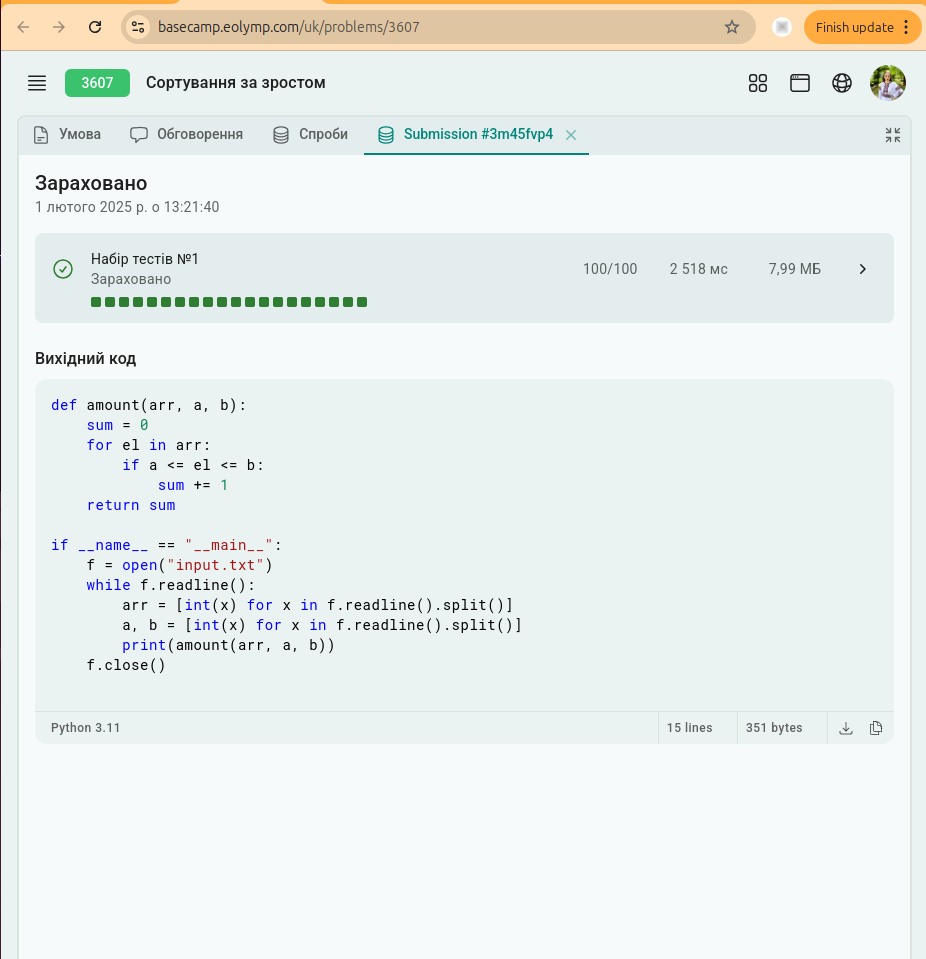 basecamp.eolymp.com/uk/problems/3607
Finish update
3607
Сортування за зростом
Умова
Обговорення
Спроби
Submission #3m45fvp4
Зараховано
1 лютого 2025 р. о 13:21:40
Набір тестів №1
Зараховано
100/100
2 518 мс
7,99 МБ
Вихідний код
def amount(arr, a, b):
    sum = 0
    for el in arr:
        if a <= el <= b:
            sum += 1
    return sum

if __name__ == "__main__":
    f = open("input.txt")
    while f.readline():
        arr = [int(x) for x in f.readline().split()]
        a, b = [int(x) for x in f.readline().split()]
        print(amount(arr, a, b))
    f.close()
Python 3.11
15 lines
351 bytes